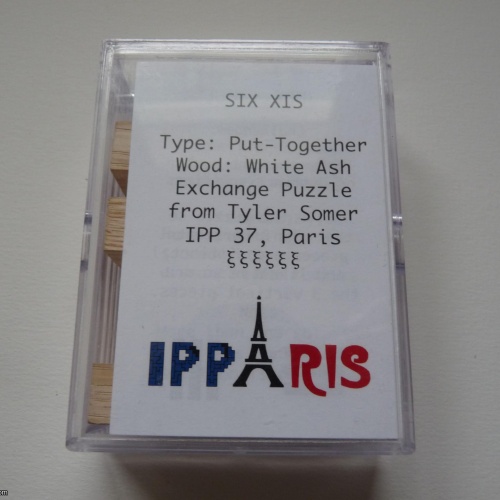 SIX XIS
Type: Put-Together
Wood: White Ash
Exchange Puzzle
from Tyler Somer
IPP 37, Paris
ξξξξξξ
IPPARIS